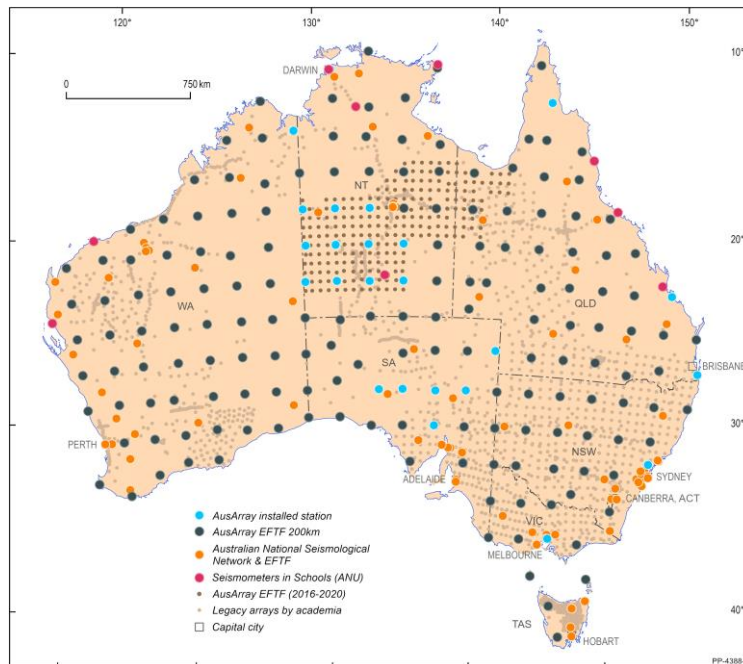 120°
130°
140°
150°
10°
DARWIN
0
750 km
NT
20°
WA
QLD
SA
BRISBANE
30°
PERTH
NSW
ADELAIDE
SYDNEY
CANBERRA, ACT
VIC
MELBOURNE
AusArray installed station
AusArray EFTF 200km
Australian National Seismological
Network & EFTF
Seismometers in Schools (ANU)
AusArray EFTF (2016-2020)
Legacy arrays by academia
Capital city
40°
TAS
HOBART
PP-4388